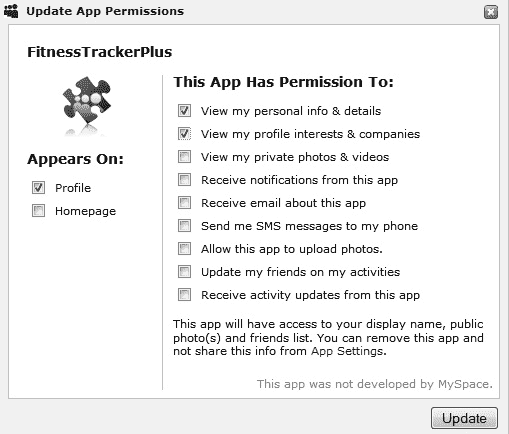 Update App Permissions
FitnessTrackerPlus
Appears On:
Profile
Homepage
This App Has Permission To:
View my personal info & details
View my profile interests & companies
View my private photos & videos
Receive notifications from this app
Receive email about this app
Send me SMS messages to my phone
Allow this app to upload photos.
Update my friends on my activities
Receive activity updates from this app
This app will have access to your display name, public
photo(s) and friends list. You can remove this app and
not share this info from App Settings.
This app was not developed by MySpace.
Update